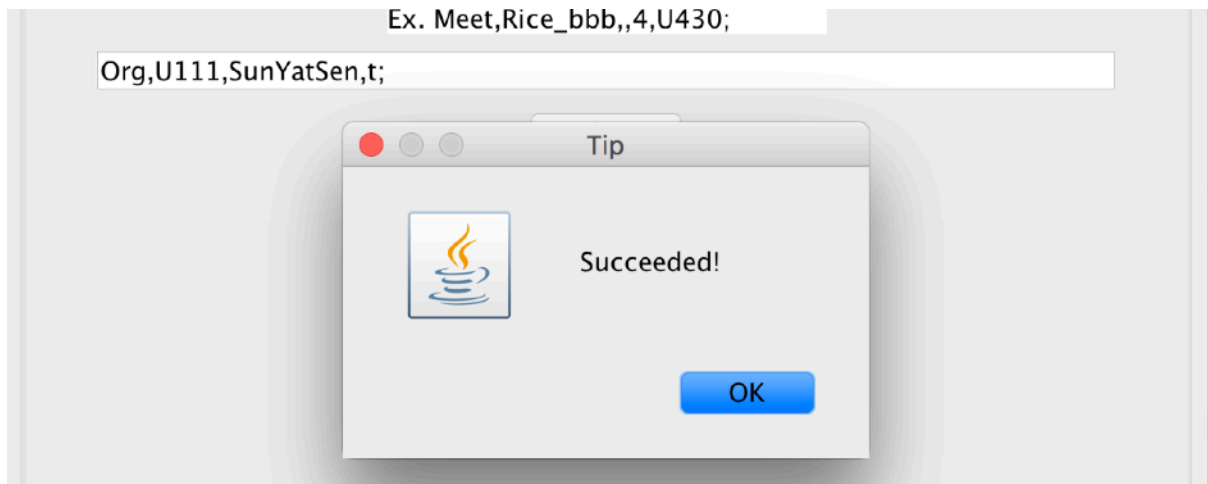 Ex. Meet,Rice_bbb,,4,U430;
Org,U111,SunYatSen,t;
Tip
Succeeded!
OK